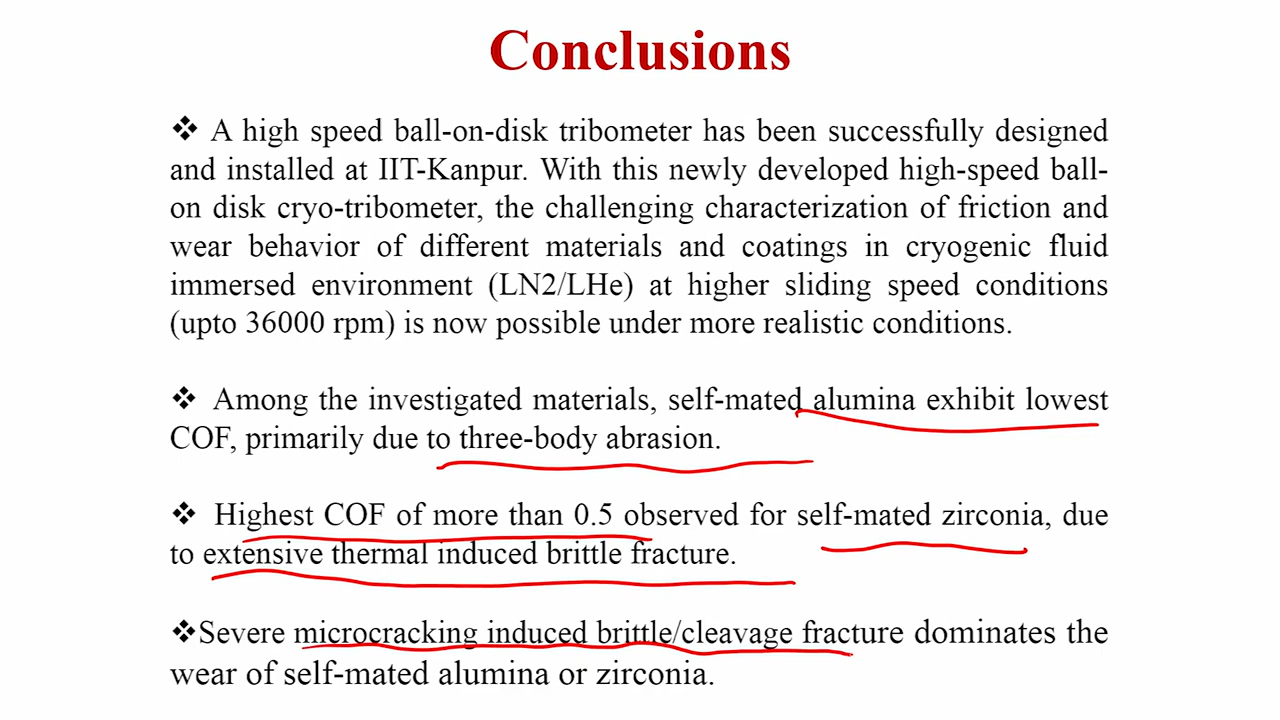 Conclusions
❖ A high speed ball-on-disk tribometer has been successfully designed
and installed at IIT-Kanpur. With this newly developed high-speed ball-
on disk cryo-tribometer, the challenging characterization of friction and
wear behavior of different materials and coatings in cryogenic fluid
immersed environment (LN2/LHe) at higher sliding speed conditions
(upto 36000 rpm) is now possible under more realistic conditions.
❖ Among the investigated materials, self-mated alumina exhibit lowest
COF, primarily due to three-body abrasion.
❖ Highest COF of more than 0.5 observed for self-mated zirconia, due
to extensive thermal induced brittle fracture.
❖Severe microcracking induced brittle/cleavage fracture dominates the
wear of self-mated alumina or zirconia.